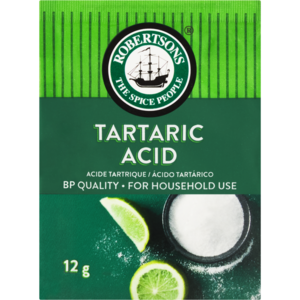 ROBERTSONS
THE SPICE PEOPLE
®
TARTARIC
ACID
ACIDE TARTRIQUE / ÁCIDO TARTÁRICO
BP QUALITY • FOR HOUSEHOLD USE
12 g